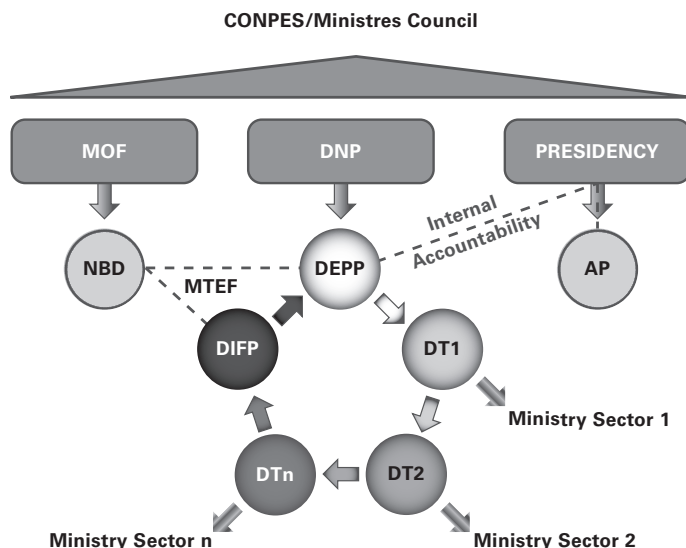 CONPES/Ministres Council
MOF
DNP
PRESIDENCY
Internal
Accountability
NBD
MTEF
DEPP
AP
DIFP
DT1
Ministry Sector 1
DTn
DT2
Ministry Sector n
Ministry Sector 2